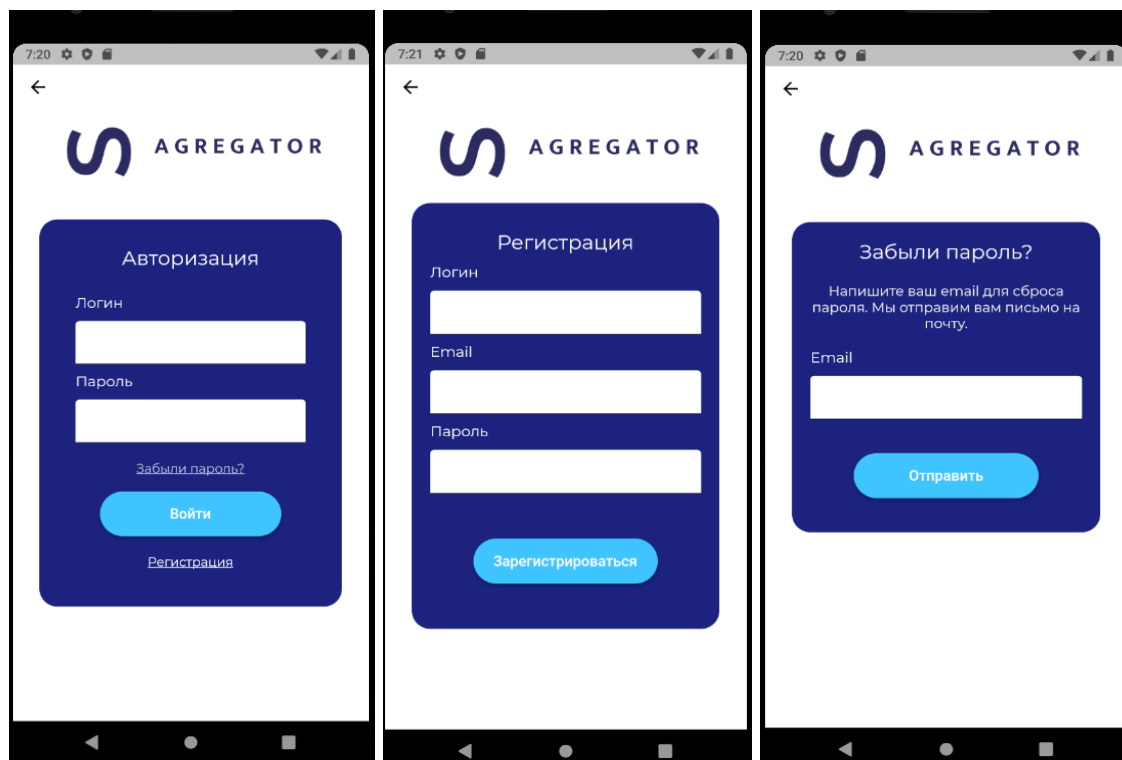 7:20
AGREGATOR
Авторизация
Логин
Пароль
Забыли пароль?
Войти
Регистрация
7:21
AGREGATOR
Регистрация
Логин
Email
Пароль
Зарегистрироваться
7:20
AGREGATOR
Забыли пароль?
Напишите ваш email для сброса
пароля. Мы отправим вам письмо на
почту.
Email
Отправить